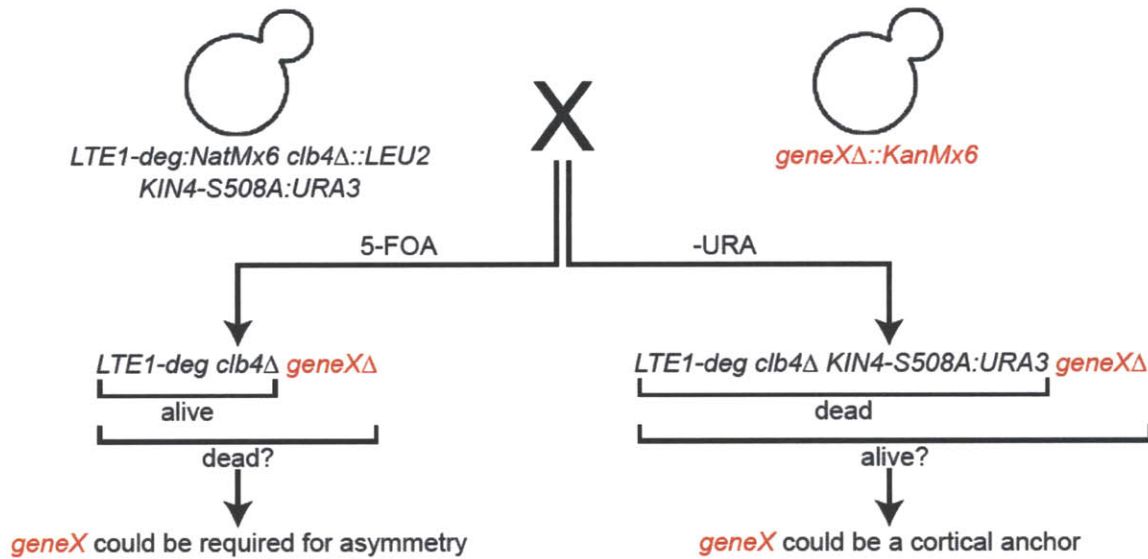 X
LTE1-deg:NatMx6 clb4Δ::LEU2
KIN4-S508A:URA3
geneXΔ::KanMx6
5-FOA
-URA
LTE1-deg clb4Δ geneXΔ
LTE1-deg clb4Δ KIN4-S508A:URA3 geneXΔ
alive
dead
dead?
alive?
geneX could be required for asymmetry
geneX could be a cortical anchor